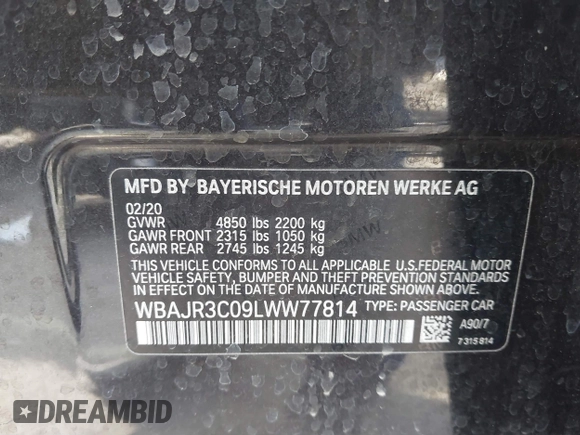 MFD BY BAYERISCHE MOTOREN WERKE AG
02/20
GVWR 4850 lbs 2200 kg
GAWR FRONT 2315 lbs 1050 kg
GAWR REAR 2745 lbs 1245 kg
THIS VEHICLE CONFORMS TO ALL APPLICABLE U.S.FEDERAL MOTOR
VEHICLE SAFETY, BUMPER AND THEFT PREVENTION STANDARDS
IN EFFECT ON THE DATE OF MANUFACTURE SHOWN ABOVE.
WBAJR3C09LWW77814 TYPE: PASSENGER CAR
A90/7
7315814
DREAMBID